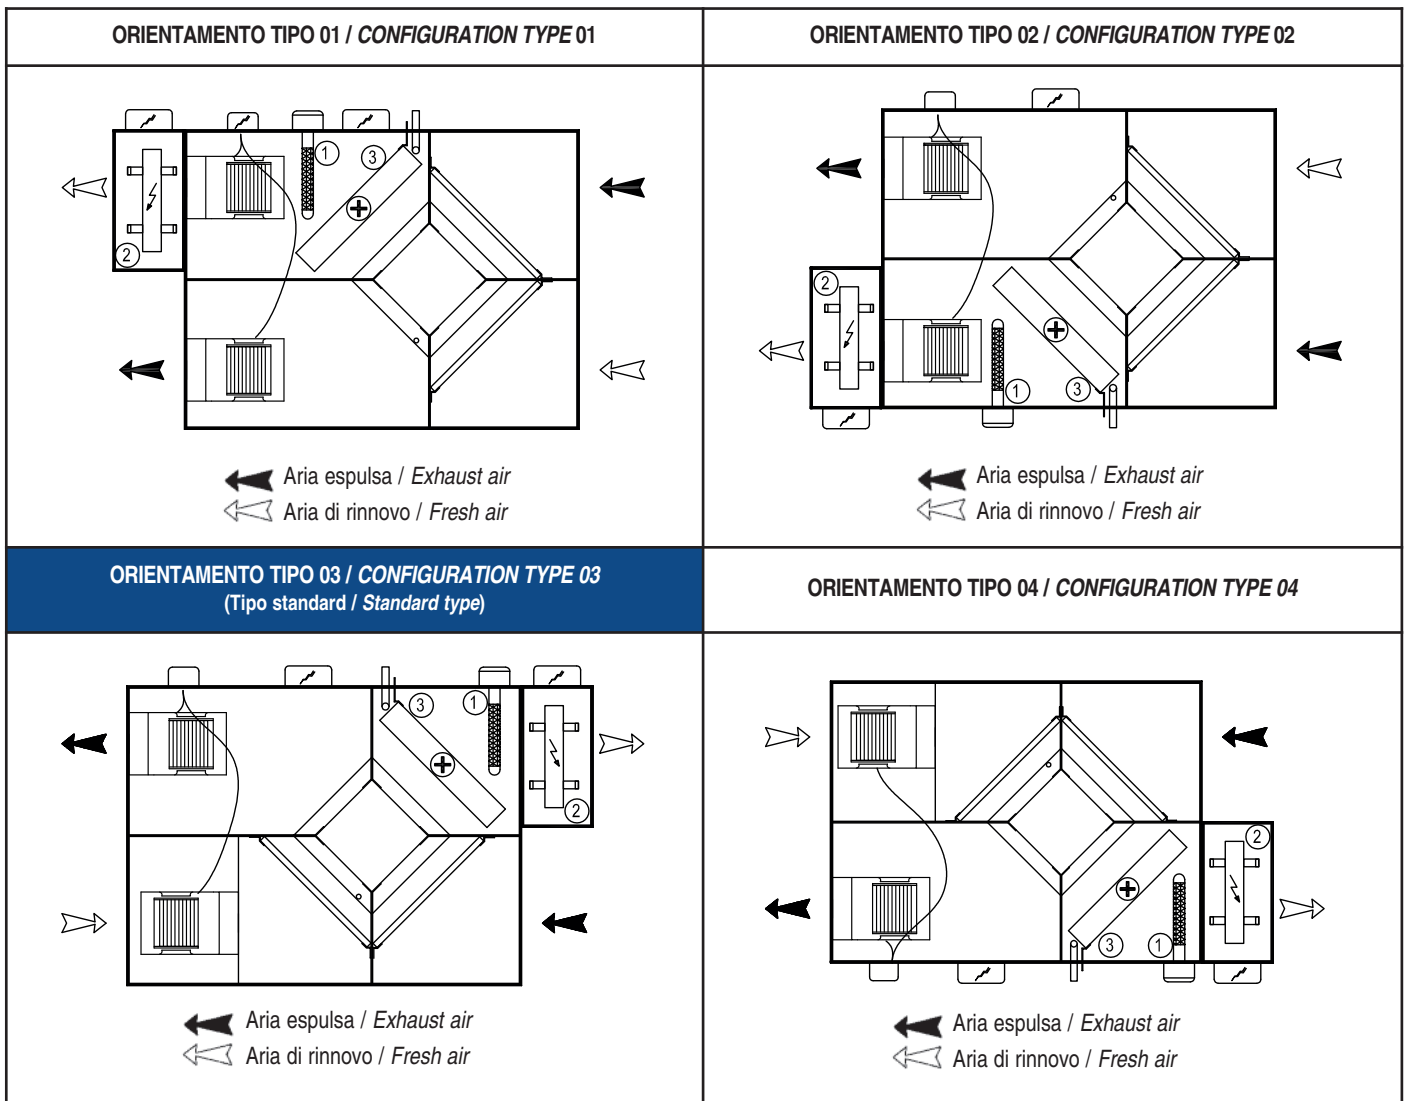 ORIENTAMENTO TIPO 01 / CONFIGURATION TYPE 01
1
3
2
Aria espulsa / Exhaust air
Aria di rinnovo / Fresh air
ORIENTAMENTO TIPO 02 / CONFIGURATION TYPE 02
2
1
3
Aria espulsa / Exhaust air
Aria di rinnovo / Fresh air
ORIENTAMENTO TIPO 03 / CONFIGURATION TYPE 03
(Tipo standard / Standard type)
3
1
2
Aria espulsa / Exhaust air
Aria di rinnovo / Fresh air
ORIENTAMENTO TIPO 04 / CONFIGURATION TYPE 04
2
3
1
Aria espulsa / Exhaust air
Aria di rinnovo / Fresh air